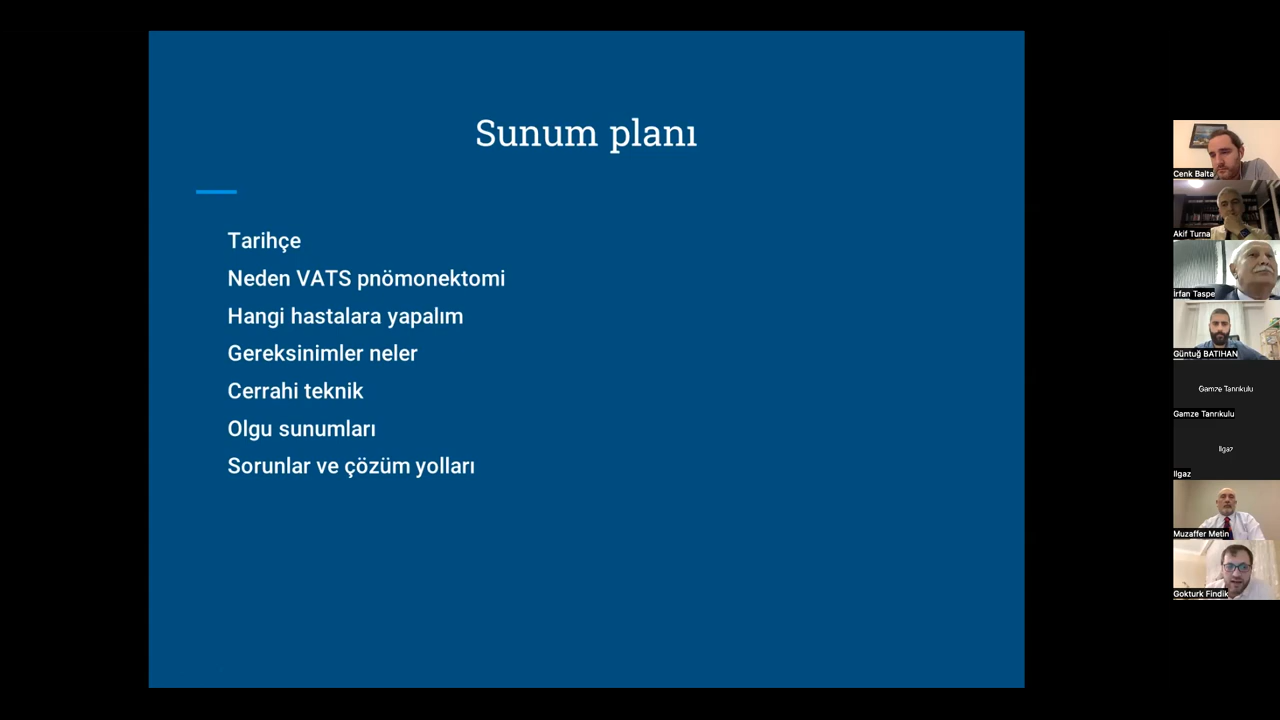 Sunum planı
Tarihçe
Neden VATS pnömonektomi
Hangi hastalara yapalım
Gereksinimler neler
Cerrahi teknik
Olgu sunumları
Sorunlar ve çözüm yolları
Cenk Balta
Akif Turna
İrfan Taspe
Güntuğ BATIHAN
Gamze Tanrıkulu
Gamze Tanrıkulu
Ilgaz
Ilgaz
Muzaffer Metin
Gokturk Findik